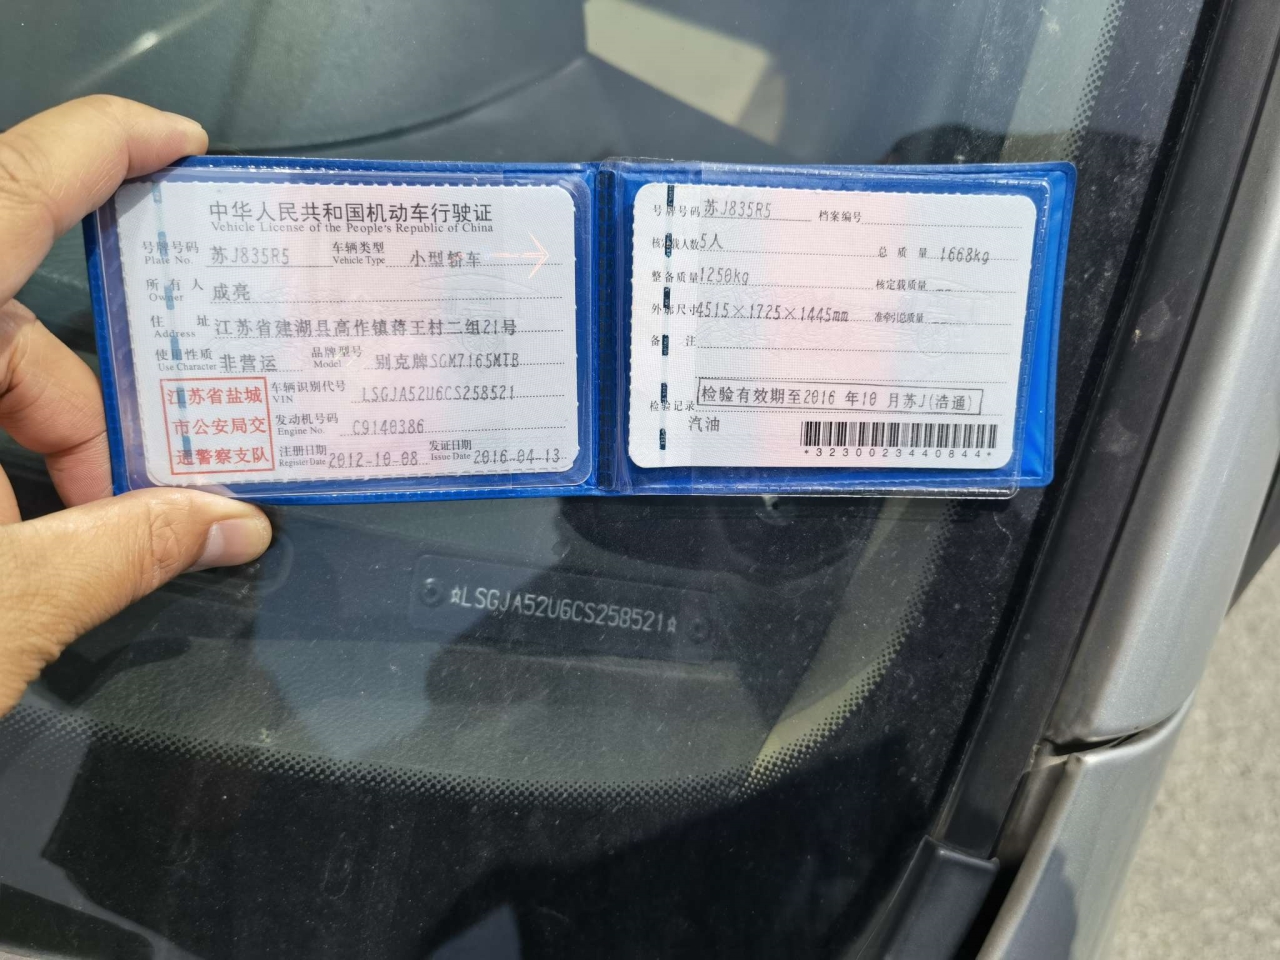 中华人民共和国机动车行驶证
Vehicle License of the People's Republic of China
号牌号码 Plate No. 苏J835R5 车辆类型 Vehicle Type 小型轿车
所有人 Owner 成亮
住址 Address 江苏省建湖县高作镇蒋王村二组21号
使用性质 Use Character 非营运 品牌型号 Model 别克牌SGM7165MTB
江苏省盐城市公安局交通警察支队
车辆识别代号 VIN LSGJA52U6CS258521
发动机号码 Engine No. C9140386
注册日期 Register Date 2012-10-08 发证日期 Issue Date 2016-04-13
号牌号码 苏J835R5 档案编号
核定载人数 5人 总质量 1668kg
整备质量 1250kg 核定载质量 --
外部尺寸 4515×1725×1445mm 准牵引总质量 --
备注
检验记录 检验有效期至2016 年10 月苏J(浩通)
汽油
*3230023440844*
☆LSGJA52U6CS258521☆